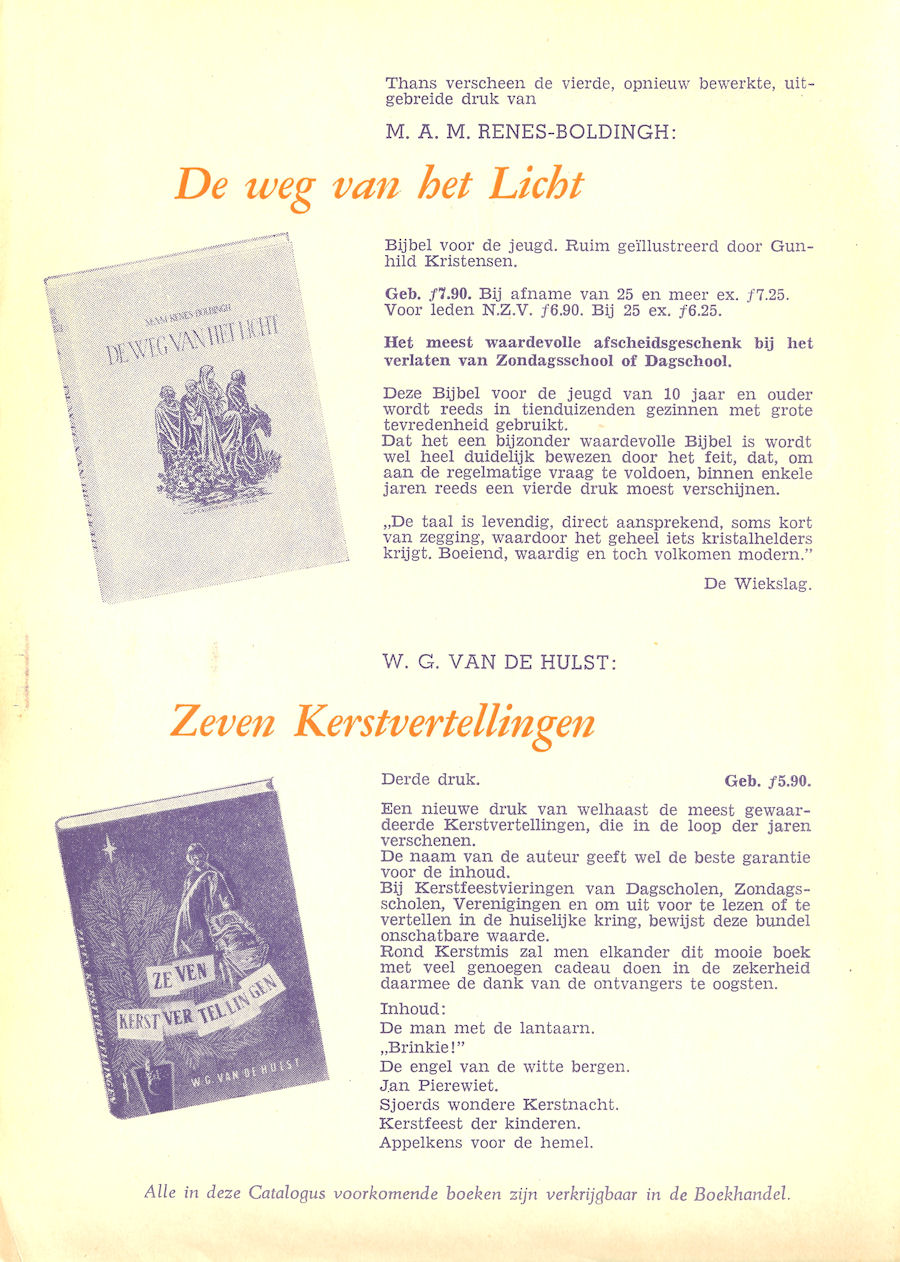 Thans verscheen de vierde, opnieuw bewerkte, uit-
gebreide druk van
M. A. M. RENES-BOLDINGH:
De weg van het Licht
M.A.M. RENES-BOLDINGH
DE WEG VAN HET LICHT
Bijbel voor de jeugd. Ruim geïllustreerd door Gun-
hild Kristensen.
Geb. ƒ7.90. Bij afname van 25 en meer ex. ƒ7.25.
Voor leden N.Z.V. ƒ6.90. Bij 25 ex. ƒ6.25.
Het meest waardevolle afscheidsgeschenk bij het
verlaten van Zondagsschool of Dagschool.
Deze Bijbel voor de jeugd van 10 jaar en ouder
wordt reeds in tienduizenden gezinnen met grote
tevredenheid gebruikt.
Dat het een bijzonder waardevolle Bijbel is wordt
wel heel duidelijk bewezen door het feit, dat, om
aan de regelmatige vraag te voldoen, binnen enkele
jaren reeds een vierde druk moest verschijnen.
„De taal is levendig, direct aansprekend, soms kort
van zegging, waardoor het geheel iets kristalhelders
krijgt. Boeiend, waardig en toch volkomen modern.”
De Wiekslag.
W. G. VAN DE HULST:
Zeven Kerstvertellingen
ZEVEN KERSTVERTELLINGEN
ZEVEN
KERSTVERTELLINGEN
W.G. VAN DE HULST
Derde druk. Geb. ƒ5.90.
Een nieuwe druk van welhaast de meest gewaar-
deerde Kerstvertellingen, die in de loop der jaren
verschenen.
De naam van de auteur geeft wel de beste garantie
voor de inhoud.
Bij Kerstfeestvieringen van Dagscholen, Zondags-
scholen, Verenigingen en om uit voor te lezen of te
vertellen in de huiselijke kring, bewijst deze bundel
onschatbare waarde.
Rond Kerstmis zal men elkander dit mooie boek
met veel genoegen cadeau doen in de zekerheid
daarmee de dank van de ontvangers te oogsten.
Inhoud:
De man met de lantaarn.
„Brinkie!”
De engel van de witte bergen.
Jan Pierewiet.
Sjoerds wondere Kerstnacht.
Kerstfeest der kinderen.
Appelkens voor de hemel.
Alle in deze Catalogus voorkomende boeken zijn verkrijgbaar in de Boekhandel.